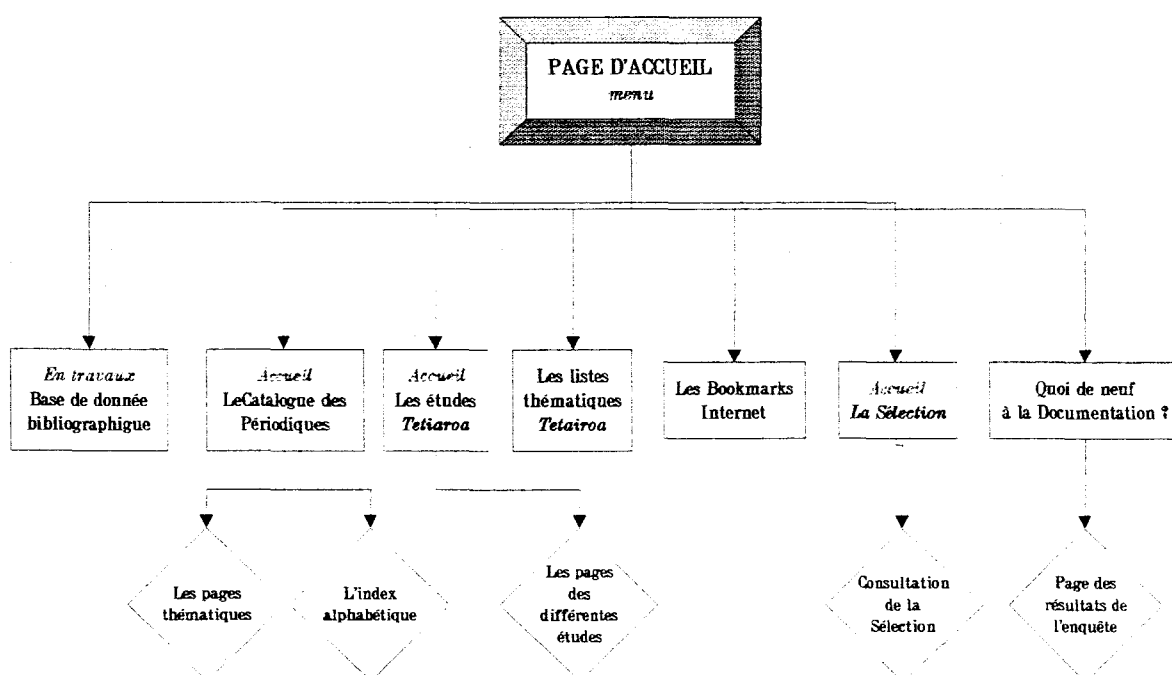 PAGE D'ACCUEIL
menu
En travaux
Base de donnée
bibliographigue
Accueil
LeCatalogue des
Périodiques
Accueil
Les études
Tetiaroa
Les listes
thématiques
Tetairoa
Les Bookmarks
Internet
Accueil
La Sélection
Quoi de neuf
à la Documentation ?
Les pages
thématiques
L'index
alphabétique
Les pages
des
différentes
études
Consultation
de la
Sélection
Page des
résultats de
l'enquête